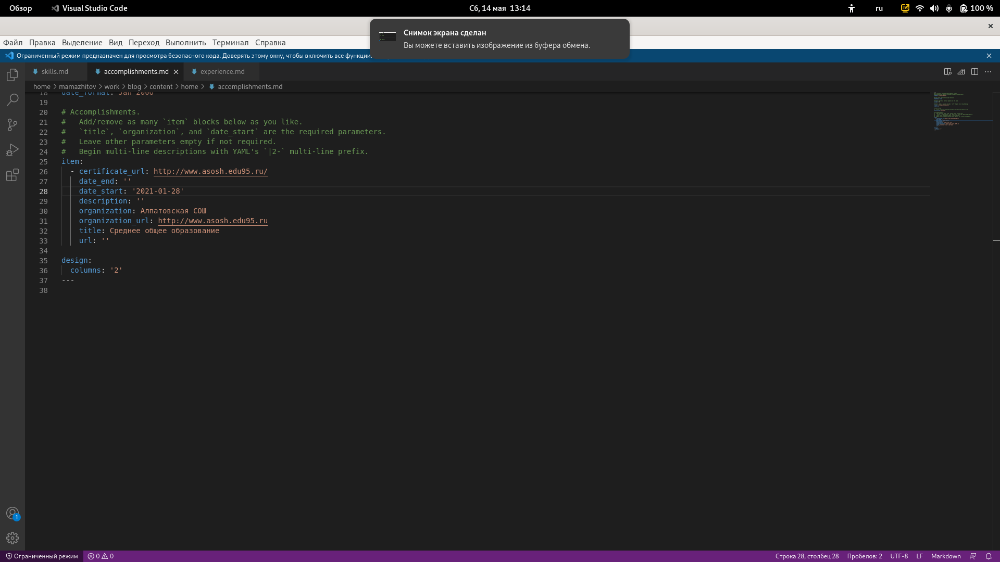 Обзор
Visual Studio Code
Сб, 14 мая 13:14
ru
100 %
Снимок экрана сделан
Вы можете вставить изображение из буфера обмена.
Файл Правка Выделение Вид Переход Выполнить Терминал Справка
Ограниченный режим предназначен для просмотра безопасного кода. Доверять этому окну, чтобы включить все функции.
skills.md
accomplishments.md
experience.md
home > mamazhitov > work > blog > content > home > accomplishments.md
18 date_format: Jan 2006
19
20 # Accomplishments.
21 #   Add/remove as many `item` blocks below as you like.
22 #   `title`, `organization`, and `date_start` are the required parameters.
23 #   Leave other parameters empty if not required.
24 #   Begin multi-line descriptions with YAML's `|2-` multi-line prefix.
25 item:
26   - certificate_url: http://www.asosh.edu95.ru/
27     date_end: ''
28     date_start: '2021-01-28'
29     description: ''
30     organization: Алпатовская СОШ
31     organization_url: http://www.asosh.edu95.ru
32     title: Среднее общее образование
33     url: ''
34
35 design:
36   columns: '2'
37 ---
38
1
Ограниченный режим
0
0
Строка 28, столбец 28
Пробелов: 2
UTF-8
LF
Markdown